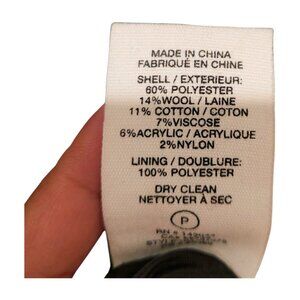 MADE IN CHINA
FABRIQUÉ EN CHINE
SHELL / EXTERIEUR:
60% POLYESTER
14% WOOL / LAINE
11% COTTON / COTON
7% VISCOSE
6% ACRYLIC / ACRYLIQUE
2% NYLON
LINING / DOUBLURE:
100% POLYESTER
DRY CLEAN
NETTOYER À SEC
P
RN #